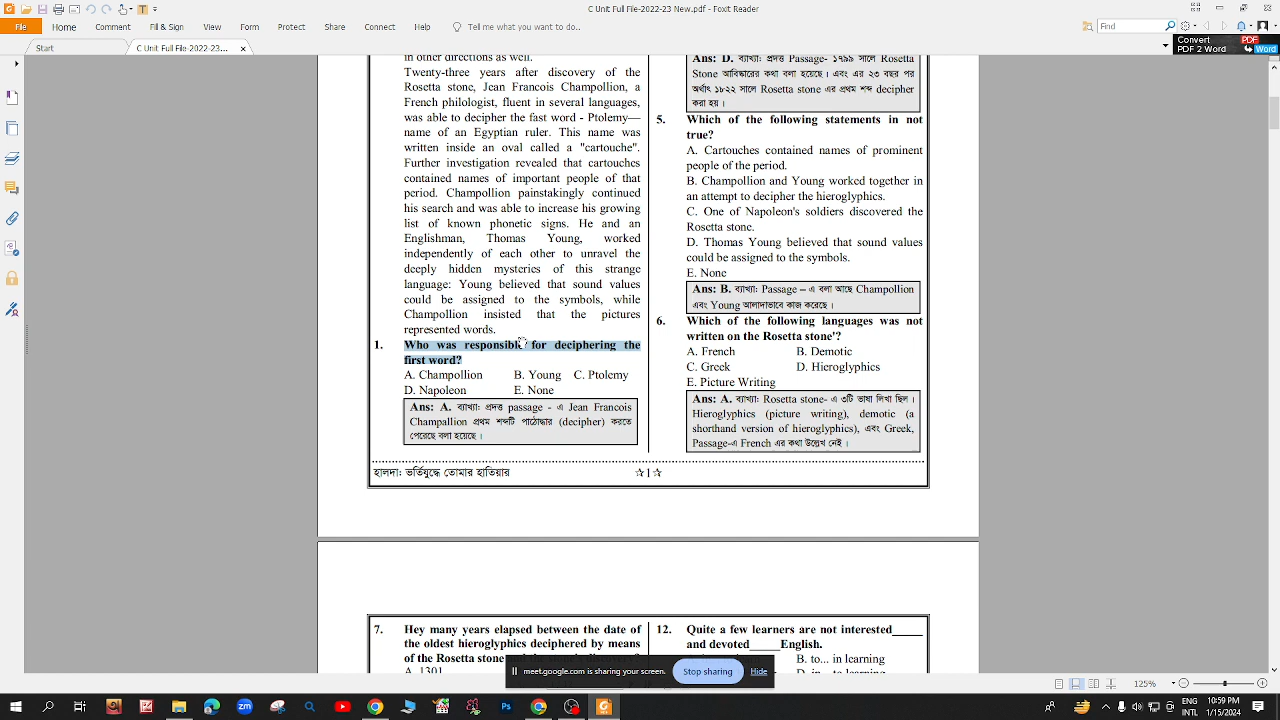 C Unit Full File-2022-23 New.pdf - Foxit Reader
File Home Comment Fill & Sign View Form Protect Share Connect Help Tell me what you want to do... Find
Start C Unit Full File-2022-23... Convert PDF
PDF 2 Word Word
in other directions as well.
Twenty-three years after discovery of the
Rosetta stone, Jean Francois Champollion, a
French philologist, fluent in several languages,
was able to decipher the fast word - Ptolemy—
name of an Egyptian ruler. This name was
written inside an oval called a "cartouche".
Further investigation revealed that cartouches
contained names of important people of that
period. Champollion painstakingly continued
his search and was able to increase his growing
list of known phonetic signs. He and an
Englishman, Thomas Young, worked
independently of each other to unravel the
deeply hidden mysteries of this strange
language: Young believed that sound values
could be assigned to the symbols, while
Champollion insisted that the pictures
represented words.
1. Who was responsible for deciphering the
first word?
A. Champollion B. Young C. Ptolemy
D. Napoleon E. None
Ans: A. ব্যাখ্যা: প্রদত্ত passage - এ Jean Francois
Champallion প্রথম শব্দটি পাঠোদ্ধার (decipher) করতে
পেরেছে বলা হয়েছে।
Ans: D. ব্যাখ্যা: প্রদত্ত Passage- ১৭৯৯ সালে Rosetta
Stone আবিষ্কারের কথা বলা হয়েছে। এবং এর ২৩ বছর পর
অর্থাৎ ১৮২২ সালে Rosetta stone এর প্রথম শব্দ decipher
করা হয়।
5. Which of the following statements in not
true?
A. Cartouches contained names of prominent
people of the period.
B. Champollion and Young worked together in
an attempt to decipher the hieroglyphics.
C. One of Napoleon's soldiers discovered the
Rosetta stone.
D. Thomas Young believed that sound values
could be assigned to the symbols.
E. None
Ans: B. ব্যাখ্যা: Passage – এ বলা আছে Champollion
এবং Young আলাদাভাবে কাজ করেছে।
6. Which of the following languages was not
written on the Rosetta stone'?
A. French B. Demotic
C. Greek D. Hieroglyphics
E. Picture Writing
Ans: A. ব্যাখ্যা: Rosetta stone- এ ৩টি ভাষা লিখা ছিল।
Hieroglyphics (picture writing), demotic (a
shorthand version of hieroglyphics), এবং Greek,
Passage-এ French এর কথা উল্লেখ নেই।
হালদা: ভর্তিযুদ্ধে তোমার হাতিয়ার ☆1☆
7. Hey many years elapsed between the date of
the oldest hieroglyphics deciphered by means
of the Rosetta stone
A. 1301
12. Quite a few learners are not interested_____
and devoted_____English.
B. to... in learning
D. in... to learning
meet.google.com is sharing your screen. Stop sharing Hide
125%
10:59 PM
INTL 1/15/2024